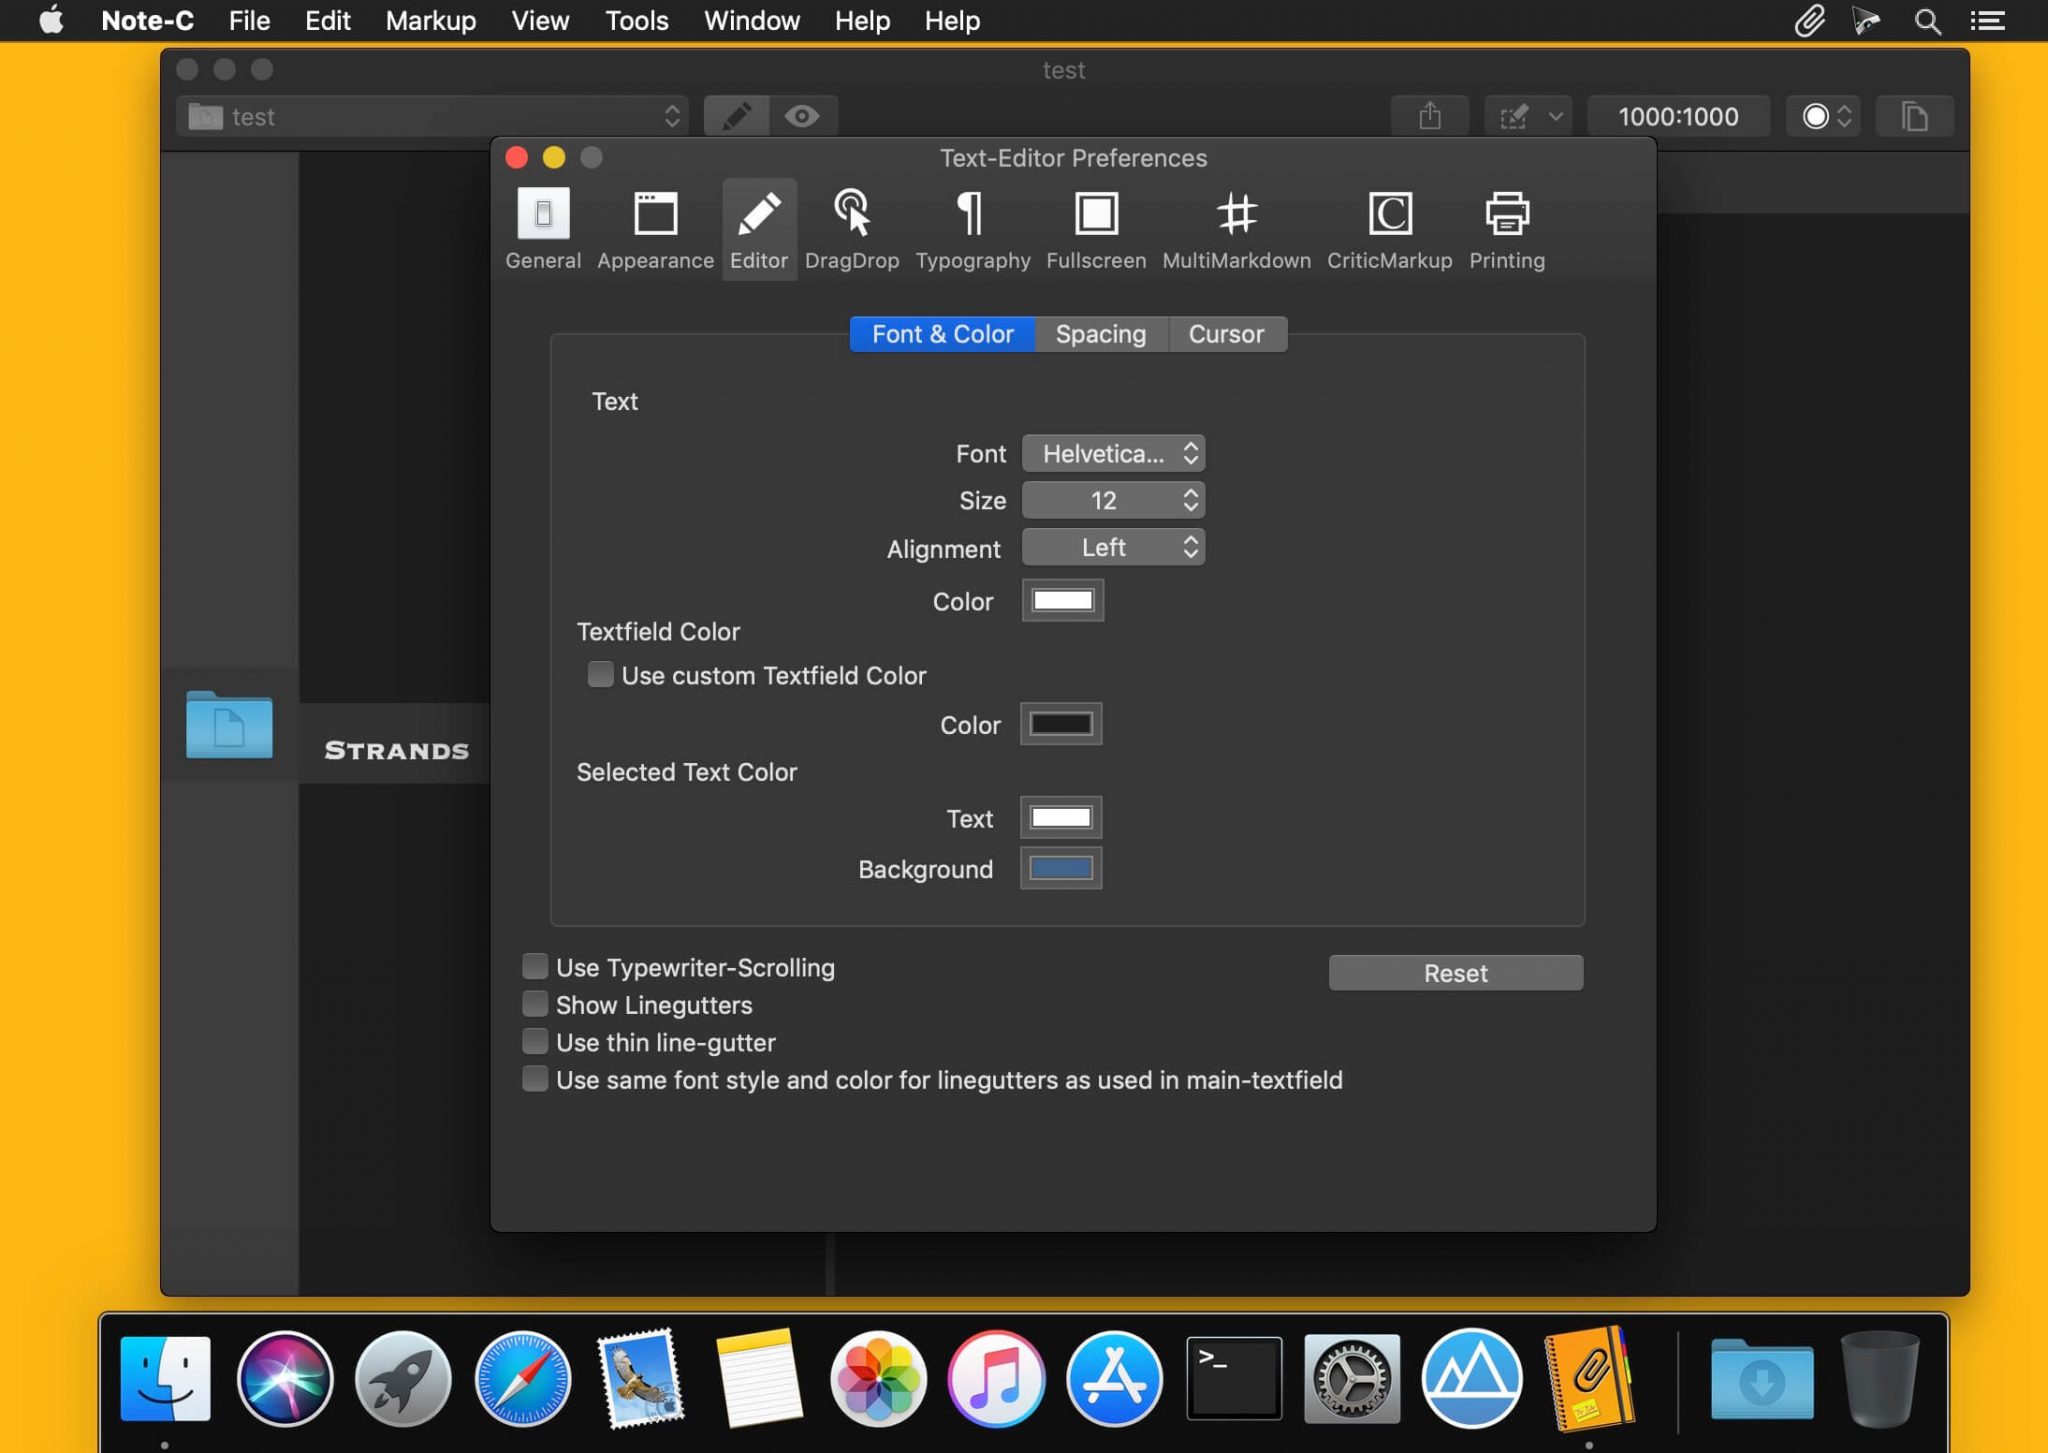 Note-C File Edit Markup View Tools Window Help Help
test
test
1000:1000
Text-Editor Preferences
General Appearance Editor DragDrop Typography Fullscreen MultiMarkdown CriticMarkup Printing
Font & Color Spacing Cursor
Text
Font Helvetica...
Size 12
Alignment Left
Color
Textfield Color
Use custom Textfield Color
Color
STRANDS
Selected Text Color
Text
Background
Use Typewriter-Scrolling
Reset
Show Linegutters
Use thin line-gutter
Use same font style and color for linegutters as used in main-textfield
>_